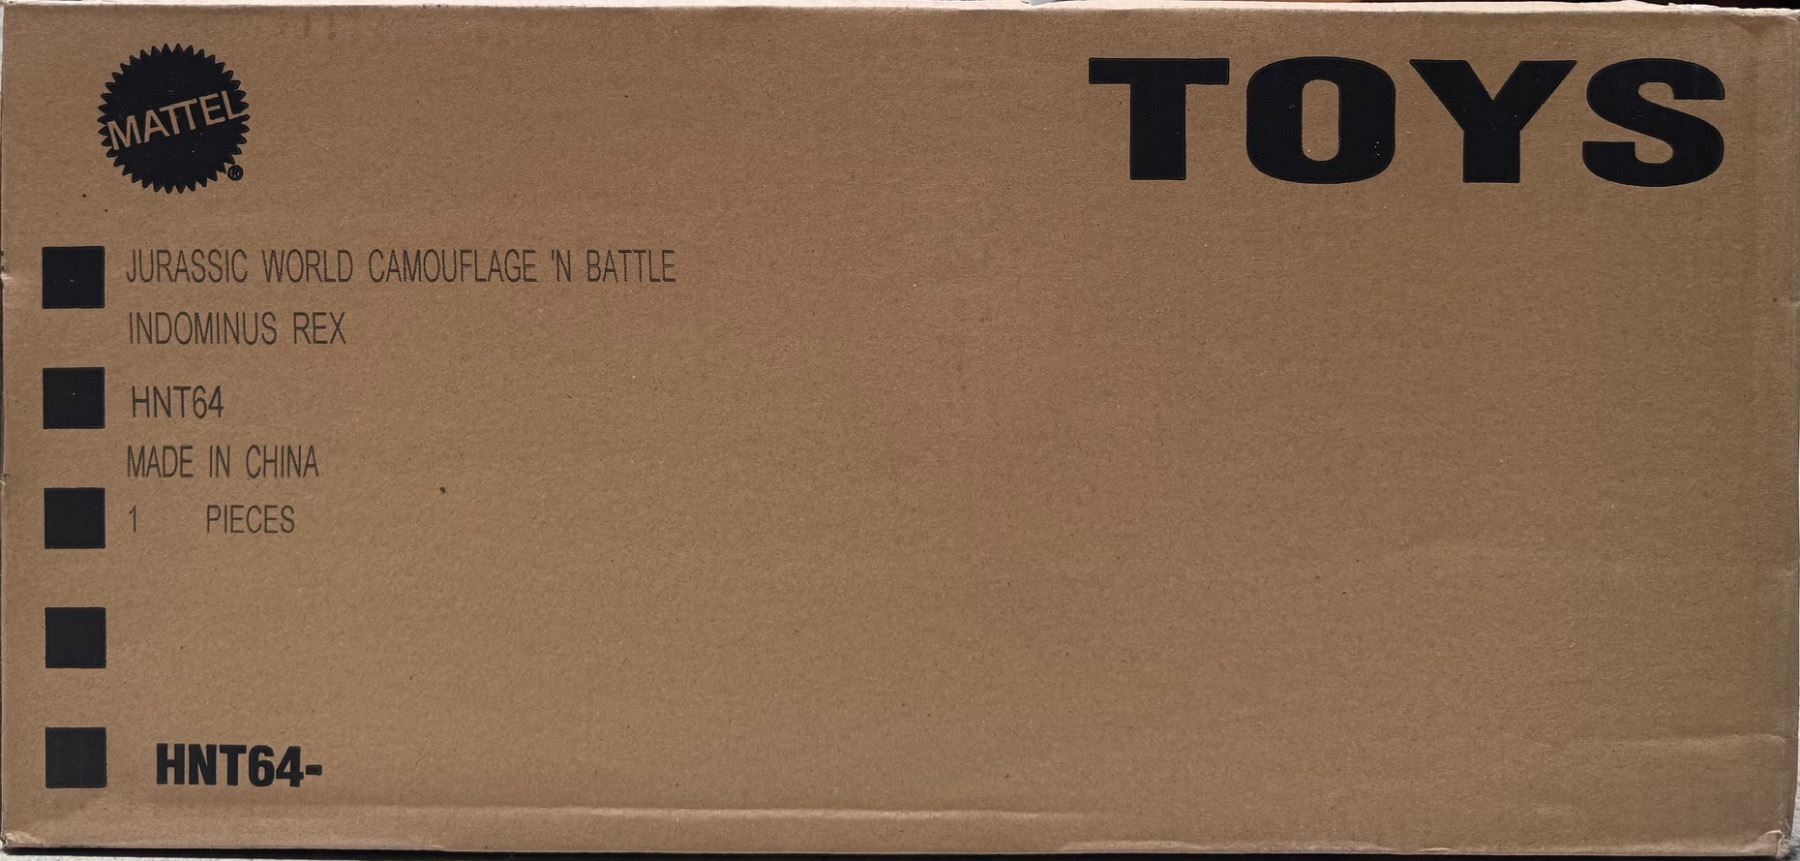 MATTEL
TOYS
JURASSIC WORLD CAMOUFLAGE 'N BATTLE
INDOMINUS REX
HNT64
MADE IN CHINA
1 PIECES
HNT64-